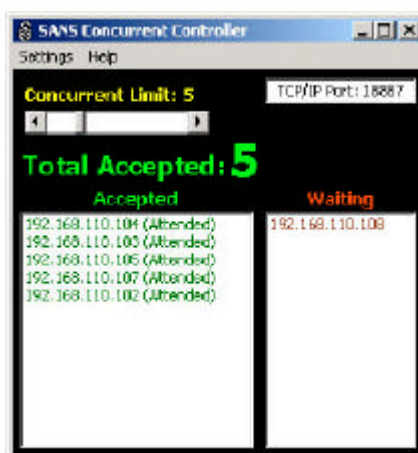 SANS Concurrent Controller
Settings Help
Concurrent Limit: 5
TCP/IP Port: 18887
Total Accepted: 5
Accepted
Waiting
192.168.110.104 (Attended)
192.168.110.103 (Attended)
192.168.110.105 (Attended)
192.168.110.107 (Attended)
192.168.110.102 (Attended)
192.168.110.108